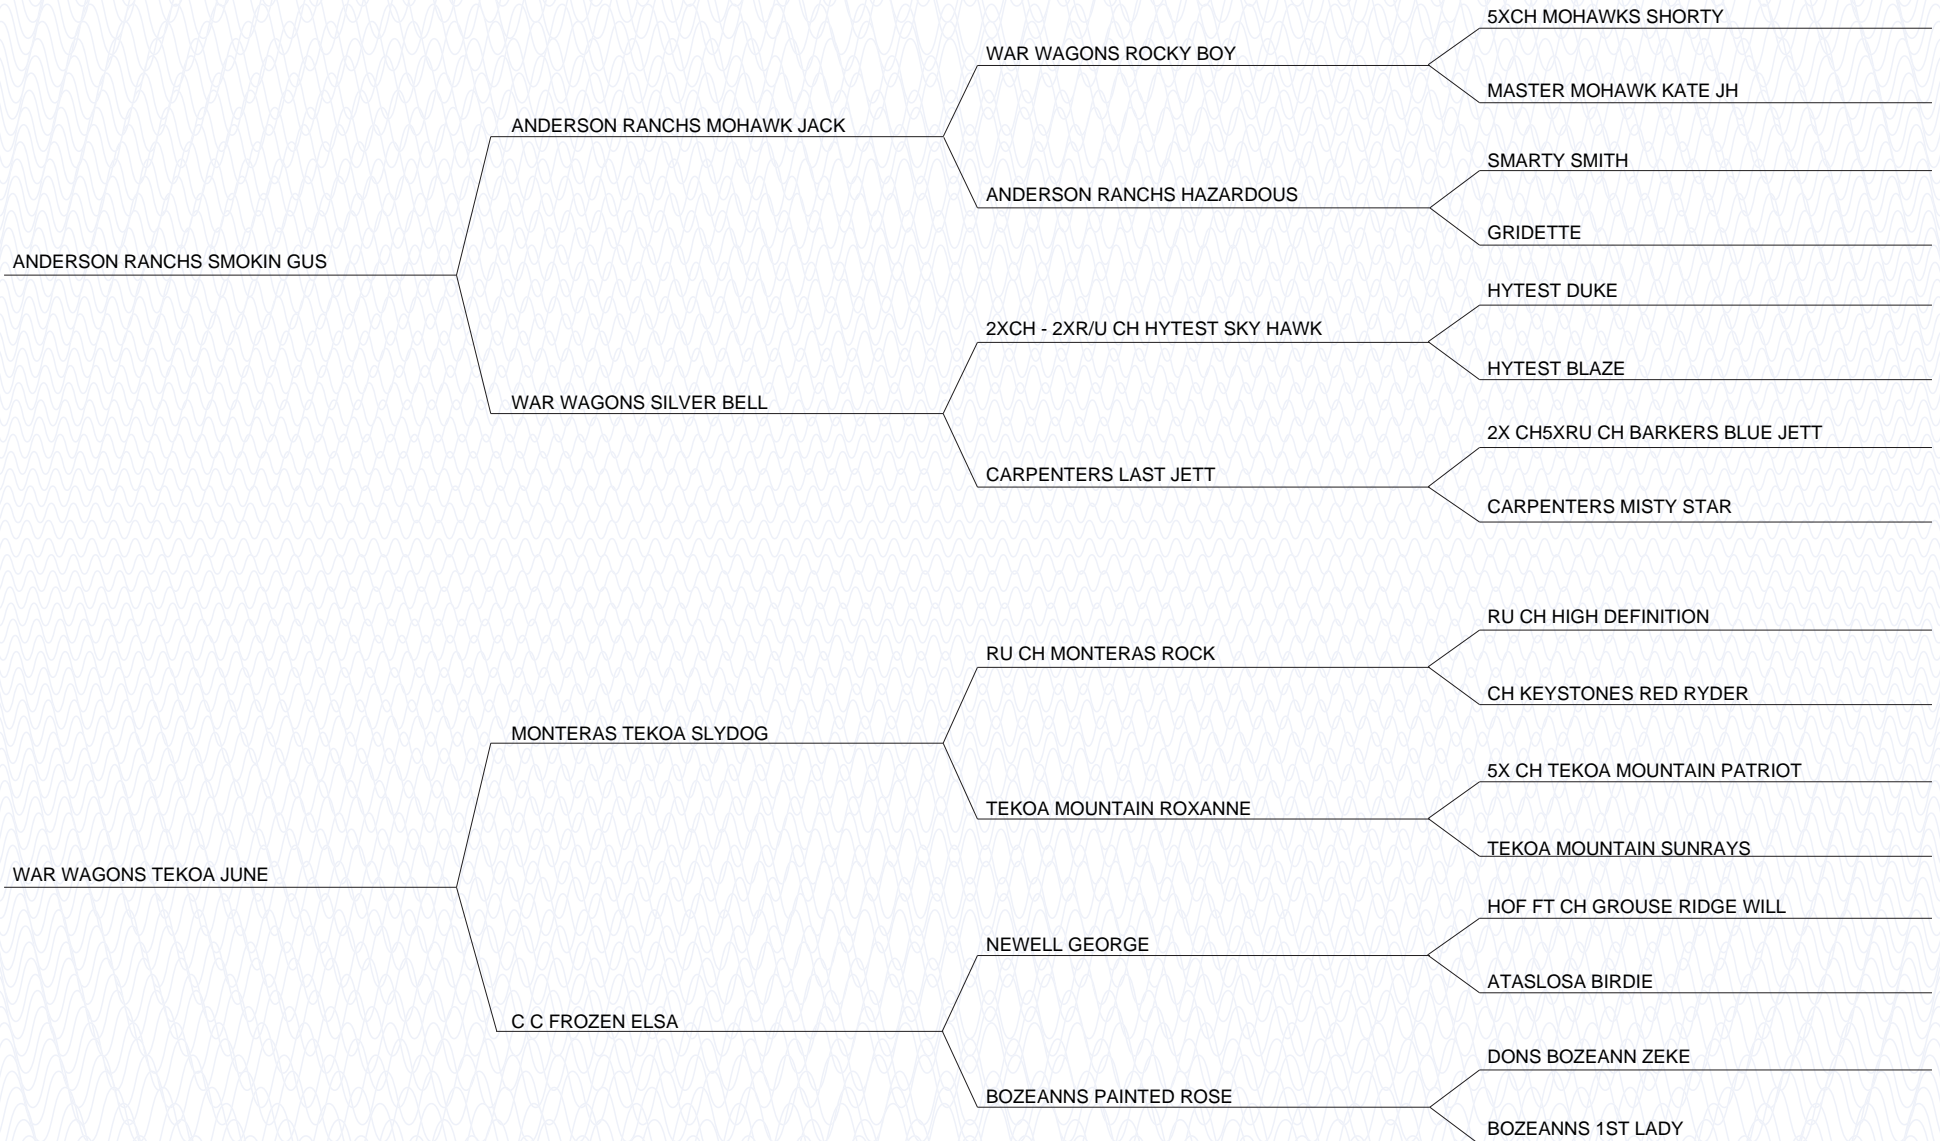 5XCH MOHAWKS SHORTY
WAR WAGONS ROCKY BOY
MASTER MOHAWK KATE JH
ANDERSON RANCHS MOHAWK JACK
SMARTY SMITH
ANDERSON RANCHS HAZARDOUS
GRIDETTE
ANDERSON RANCHS SMOKIN GUS
HYTEST DUKE
2XCH - 2XR/U CH HYTEST SKY HAWK
HYTEST BLAZE
WAR WAGONS SILVER BELL
2X CH5XRU CH BARKERS BLUE JETT
CARPENTERS LAST JETT
CARPENTERS MISTY STAR
RU CH HIGH DEFINITION
RU CH MONTERAS ROCK
CH KEYSTONES RED RYDER
MONTERAS TEKOA SLYDOG
5X CH TEKOA MOUNTAIN PATRIOT
TEKOA MOUNTAIN ROXANNE
TEKOA MOUNTAIN SUNRAYS
WAR WAGONS TEKOA JUNE
HOF FT CH GROUSE RIDGE WILL
NEWELL GEORGE
ATASLOSA BIRDIE
C C FROZEN ELSA
DONS BOZEANN ZEKE
BOZEANNS PAINTED ROSE
BOZEANNS 1ST LADY